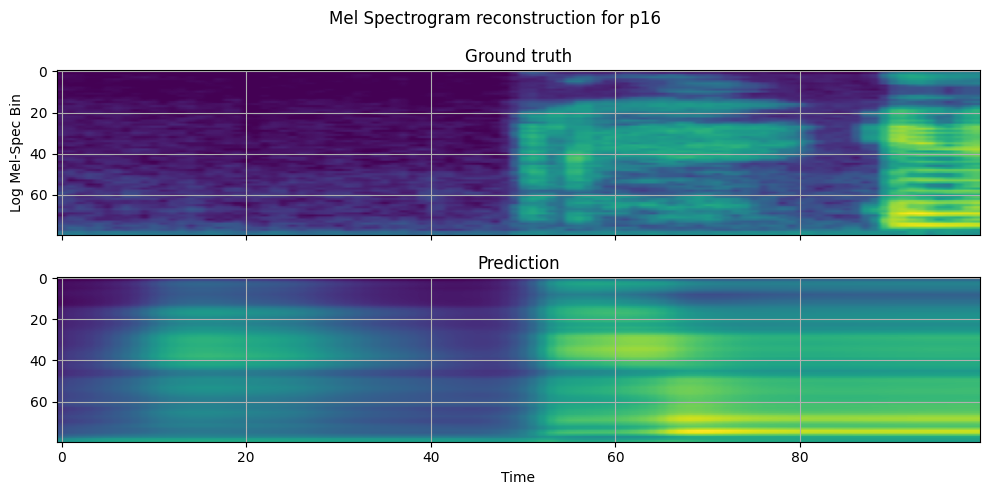 Mel Spectrogram reconstruction for p16
Ground truth
Log Mel-Spec Bin
0
20
40
60
Prediction
0
20
40
60
0 20 40 60 80
Time